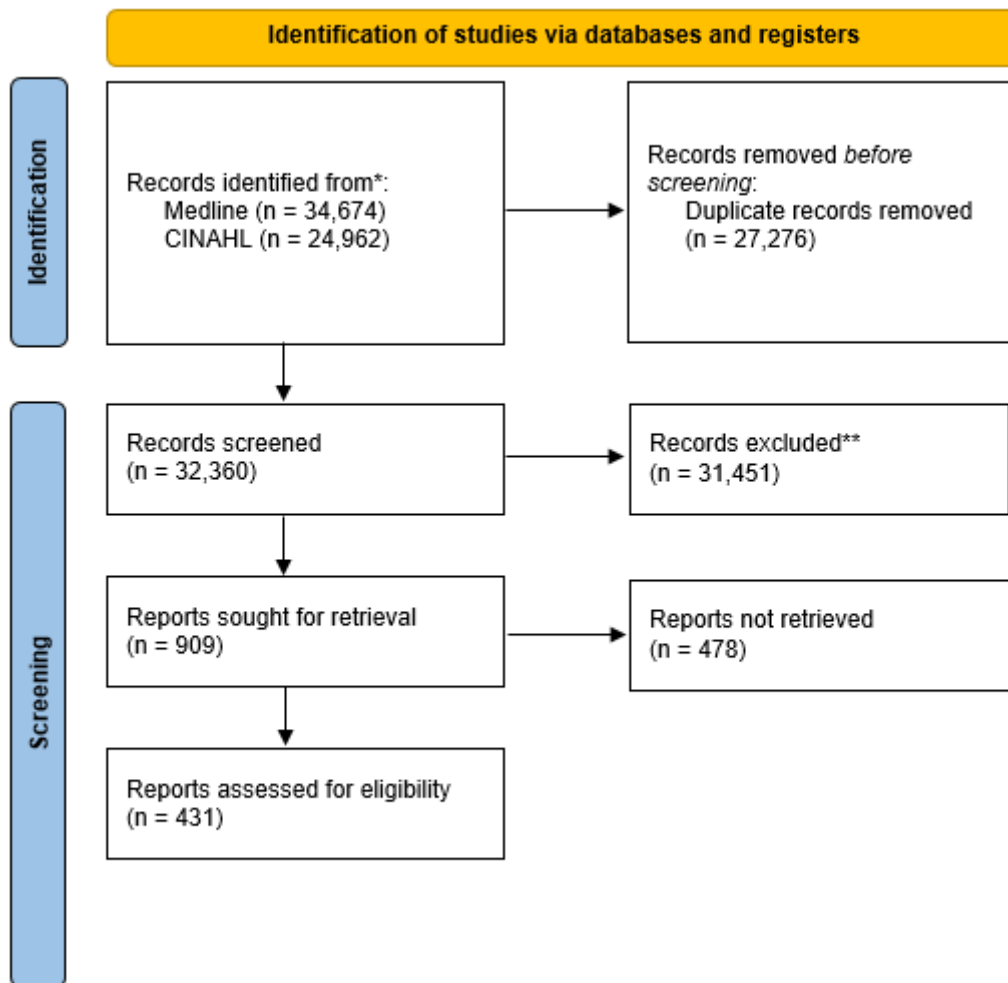 Identification of studies via databases and registers
Identification
Records identified from*:
Medline (n = 34,674)
CINAHL (n = 24,962)
Records removed before
screening:
Duplicate records removed
(n = 27,276)
Screening
Records screened
(n = 32,360)
Records excluded**
(n = 31,451)
Reports sought for retrieval
(n = 909)
Reports not retrieved
(n = 478)
Reports assessed for eligibility
(n = 431)